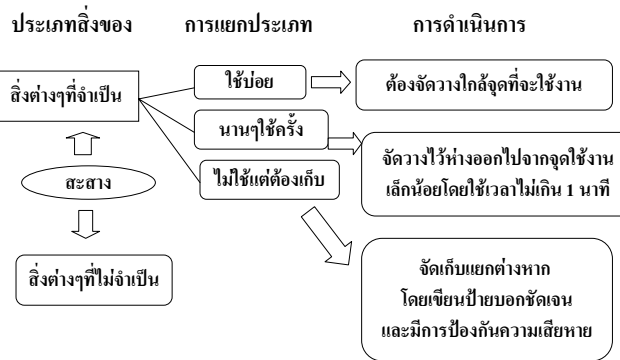 ประเภทสิ่งของ
การแยกประเภท
การดำเนินการ
สิ่งต่างๆที่จำเป็น
ใช้บ่อย
ต้องจัดวางใกล้จุดที่จะใช้งาน
นานๆใช้ครั้ง
จัดวางไว้ห่างออกไปจากจุดใช้งาน
เล็กน้อยโดยใช้เวลาไม่เกิน 1 นาที
ไม่ใช้แต่ต้องเก็บ
สะสาง
สิ่งต่างๆที่ไม่จำเป็น
จัดเก็บแยกต่างหาก
โดยเขียนป้ายบอกชัดเจน
และมีการป้องกันความเสียหาย